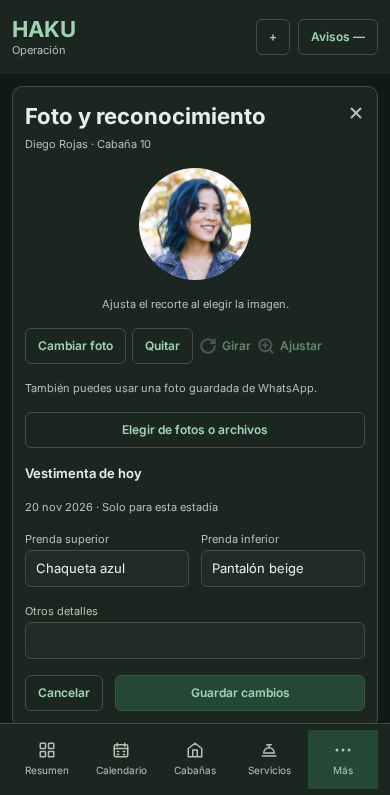 HAKU
Operación
+
Avisos —
Foto y reconocimiento
Diego Rojas · Cabaña 10
Ajusta el recorte al elegir la imagen.
Cambiar foto
Quitar
Girar
Ajustar
También puedes usar una foto guardada de WhatsApp.
Elegir de fotos o archivos
Vestimenta de hoy
20 nov 2026 · Solo para esta estadía
Prenda superior
Prenda inferior
Chaqueta azul
Pantalón beige
Otros detalles
Cancelar
Guardar cambios
Resumen
Calendario
Cabañas
Servicios
Más